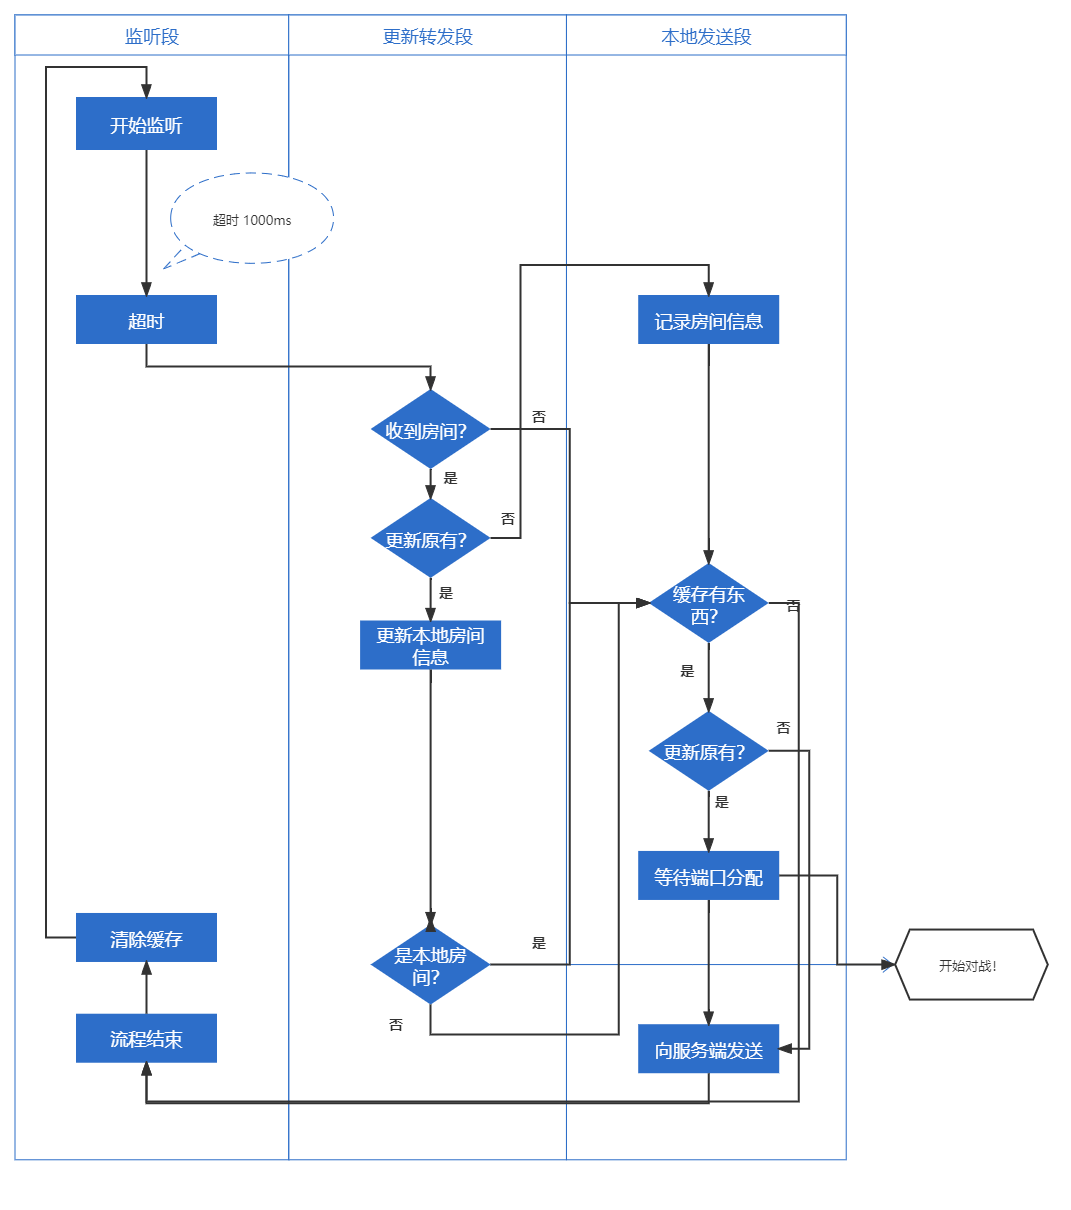 监听段
更新转发段
本地发送段
开始监听
超时 1000ms
超时
记录房间信息
收到房间？
否
是
更新原有？
否
是
更新本地房间
信息
缓存有东
西？
否
是
更新原有？
否
是
等待端口分配
清除缓存
是本地房
间？
是
否
开始对战！
流程结束
向服务端发送